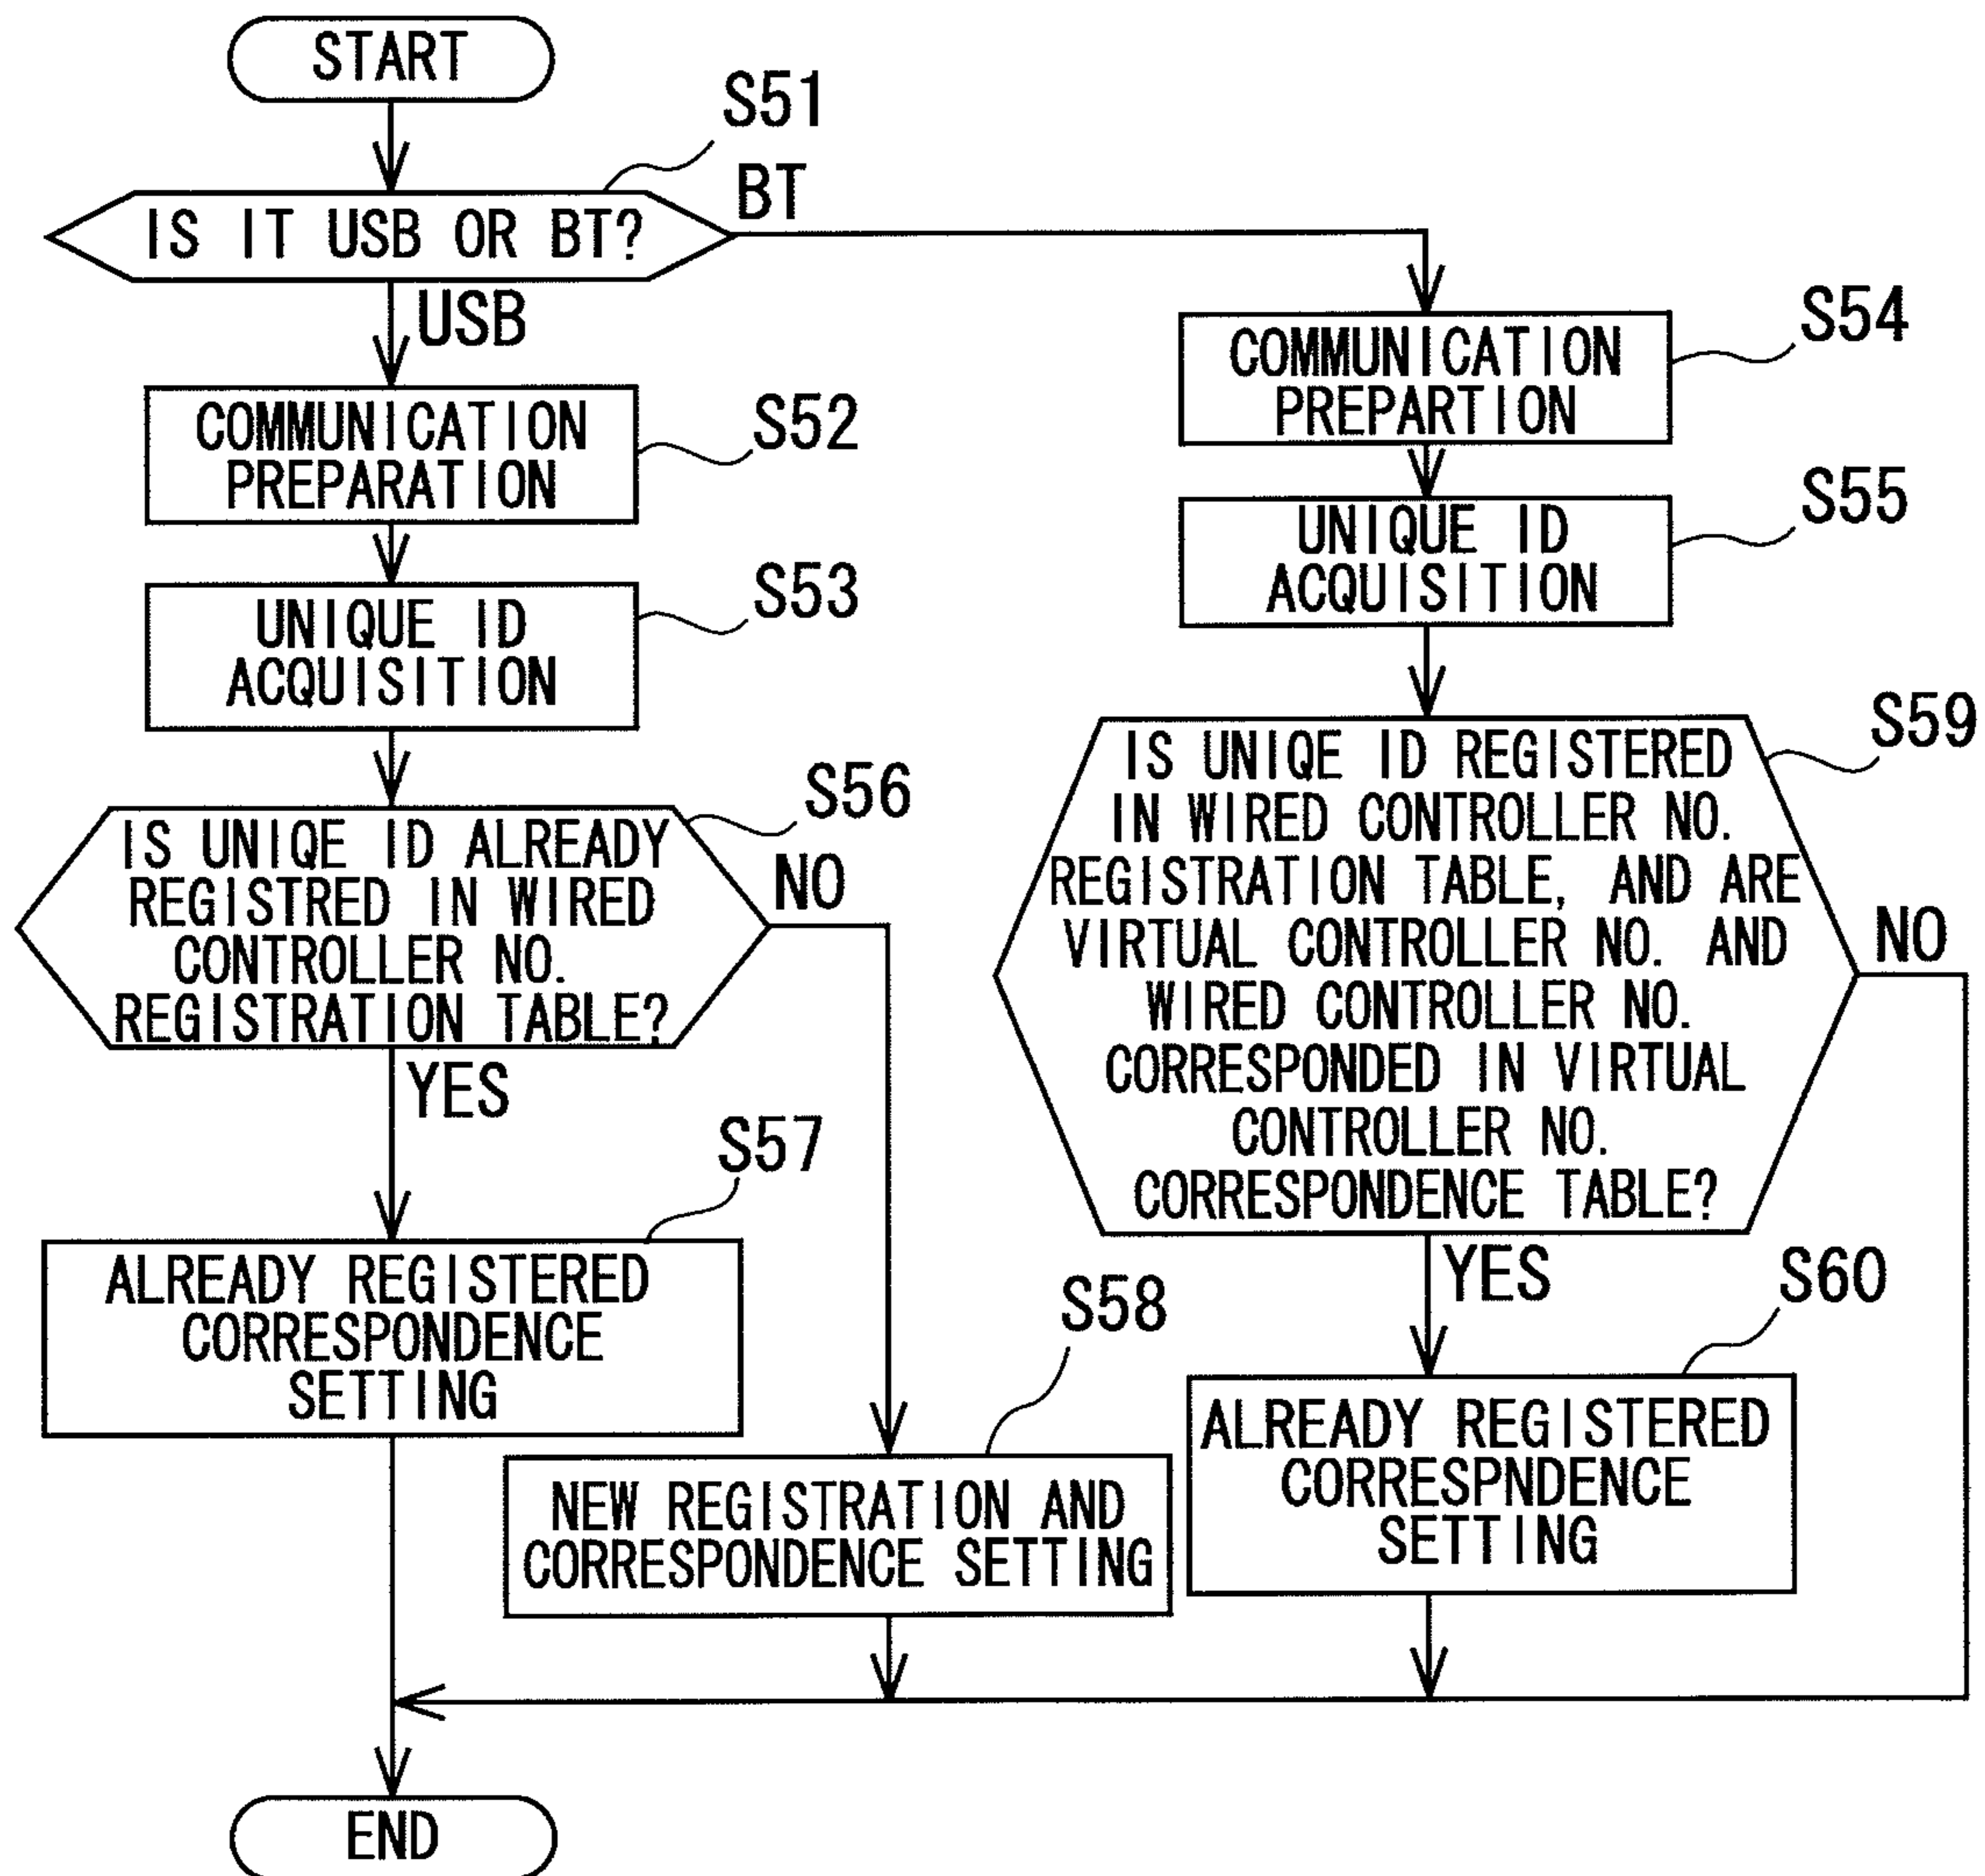 START
S51
IS IT USB OR BT?
BT
USB
COMMUNICATION
PREPARATION
S52
UNIQUE ID
ACQUISITION
S53
IS UNIQE ID ALREADY
REGISTRED IN WIRED
CONTROLLER NO.
REGISTRATION TABLE?
S56
NO
YES
S57
ALREADY REGISTERED
CORRESPONDENCE
SETTING
S58
NEW REGISTRATION AND
CORRESPONDENCE SETTING
COMMUNICATION
PREPARTION
S54
UNIQUE ID
ACQUISITION
S55
IS UNIQE ID REGISTERED
IN WIRED CONTROLLER NO.
REGISTRATION TABLE, AND ARE
VIRTUAL CONTROLLER NO. AND
WIRED CONTROLLER NO.
CORRESPONDED IN VIRTUAL
CONTROLLER NO.
CORRESPONDENCE TABLE?
S59
NO
YES
S60
ALREADY REGISTERED
CORRESPNDENCE
SETTING
END